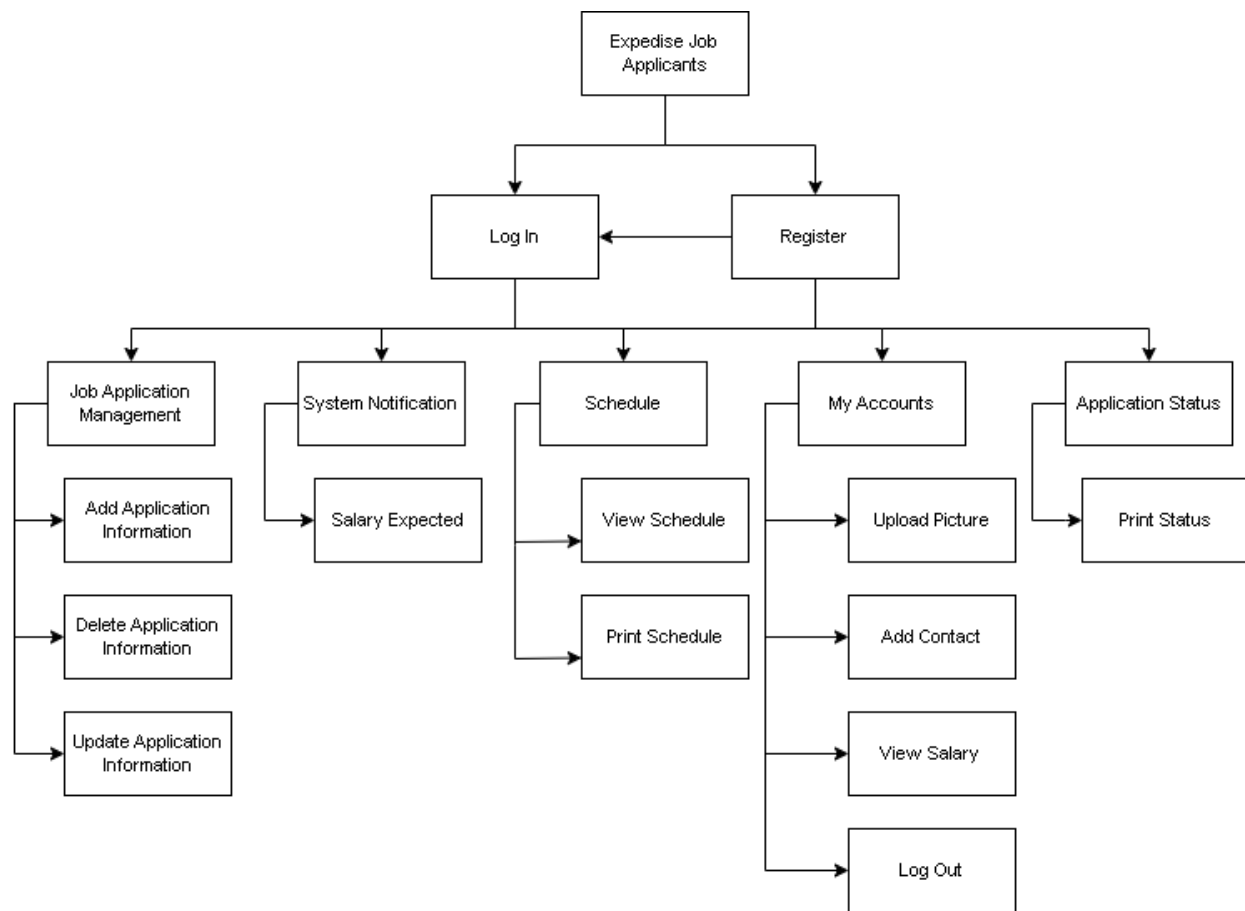 Expedise Job
Applicants
Log In
Register
Job Application
Management
System Notification
Schedule
My Accounts
Application Status
Add Application
Information
Salary Expected
View Schedule
Upload Picture
Print Status
Delete Application
Information
Print Schedule
Add Contact
Update Application
Information
View Salary
Log Out